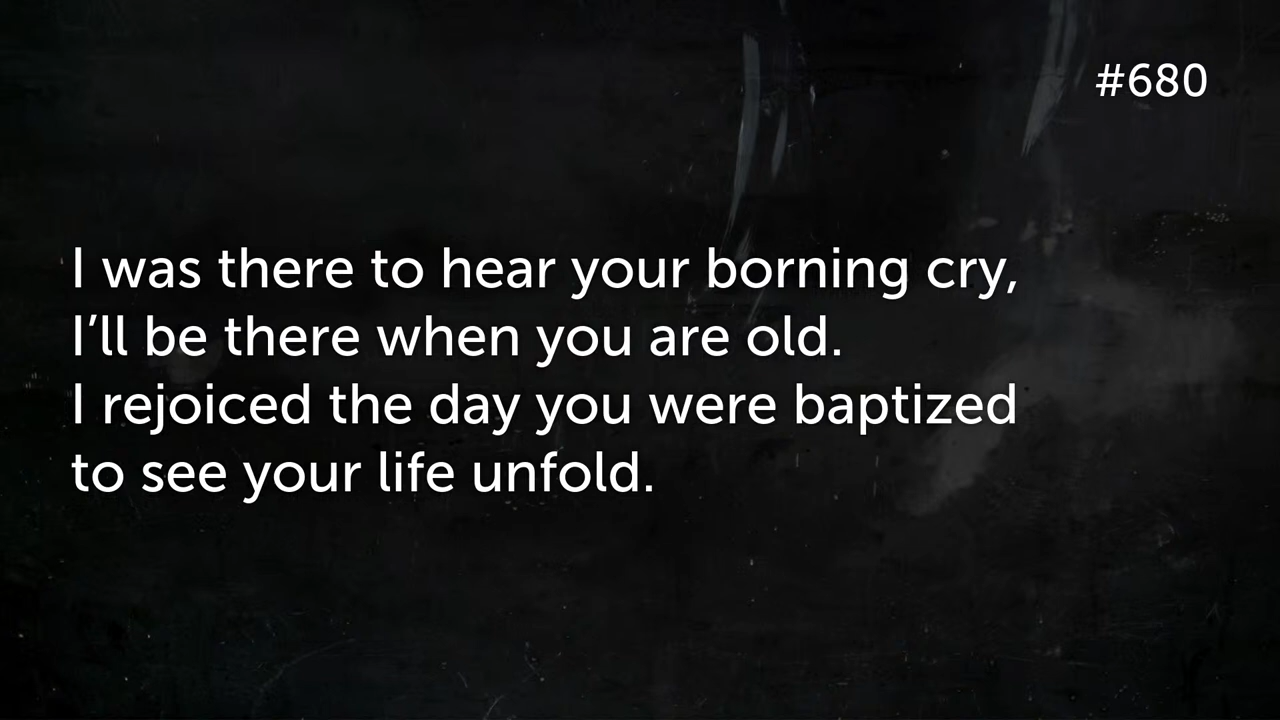 #680
I was there to hear your borning cry,
I’ll be there when you are old.
I rejoiced the day you were baptized
to see your life unfold.